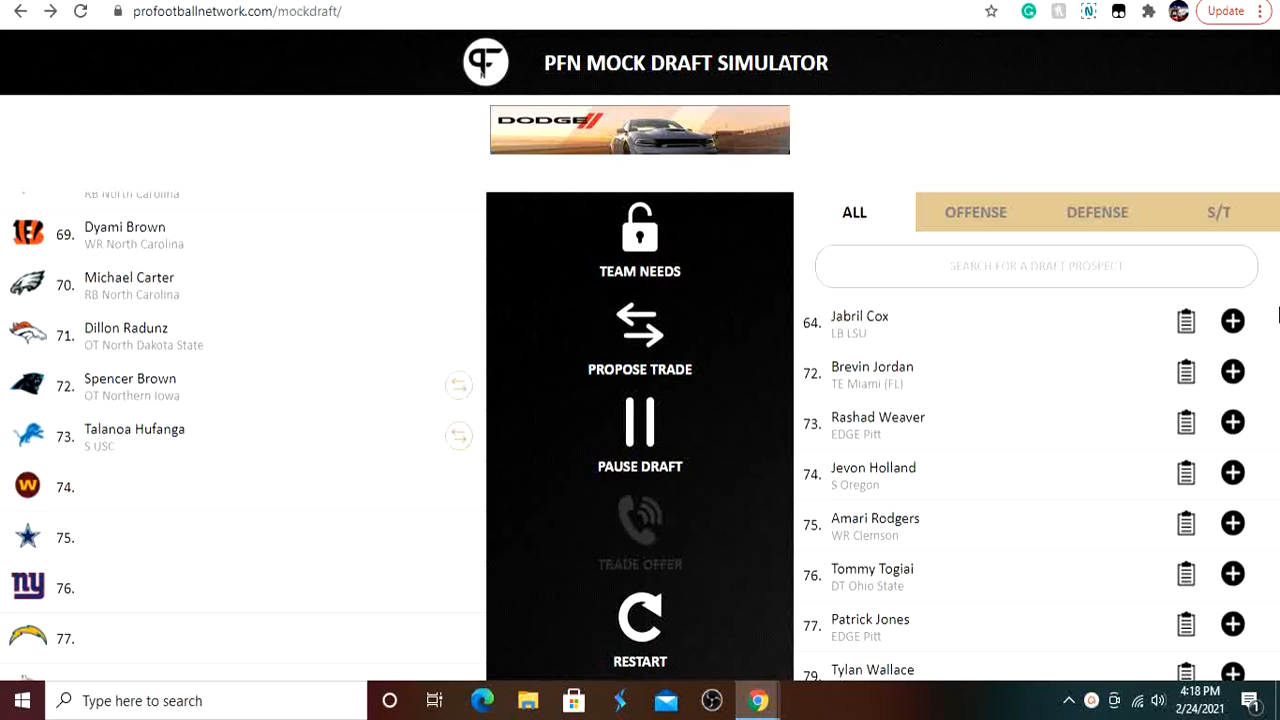 profootballnetwork.com/mockdraft/
Update
PFN MOCK DRAFT SIMULATOR
DODGE
RB North Carolina
69. Dyami Brown
WR North Carolina
70. Michael Carter
RB North Carolina
71. Dillon Radunz
OT North Dakota State
72. Spencer Brown
OT Northern Iowa
73. Talanoa Hufanga
S USC
74.
75.
76.
ny
77.
TEAM NEEDS
PROPOSE TRADE
PAUSE DRAFT
TRADE OFFER
RESTART
ALL OFFENSE DEFENSE S/T
SEARCH FOR A DRAFT PROSPECT
64. Jabril Cox
LB LSU
72. Brevin Jordan
TE Miami (FL)
73. Rashad Weaver
EDGE Pitt
74. Jevon Holland
S Oregon
75. Amari Rodgers
WR Clemson
76. Tommy Togiai
DT Ohio State
77. Patrick Jones
EDGE Pitt
79. Tylan Wallace
Type here to search
4:18 PM
2/24/2021
1